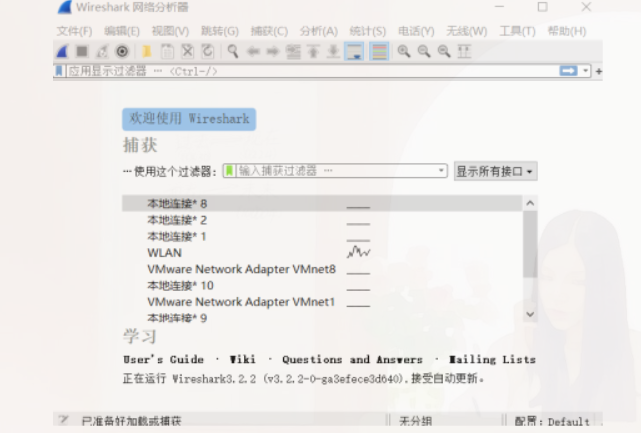 Wireshark 网络分析器
文件(F) 编辑(E) 视图(V) 跳转(G) 捕获(C) 分析(A) 统计(S) 电话(Y) 无线(W) 工具(T) 帮助(H)
应用显示过滤器 … <Ctrl-/>
+
欢迎使用 Wireshark
捕获
…使用这个过滤器: 输入捕获过滤器 … 显示所有接口
本地连接* 8
本地连接* 2
本地连接* 1
WLAN
VMware Network Adapter VMnet8
本地连接* 10
VMware Network Adapter VMnet1
本地连接* 9
学习
User's Guide · Wiki · Questions and Answers · Mailing Lists
正在运行 Wireshark3.2.2 (v3.2.2-0-ga3efece3d640).接受自动更新。
已准备好加载或捕获 无分组 配置: Default